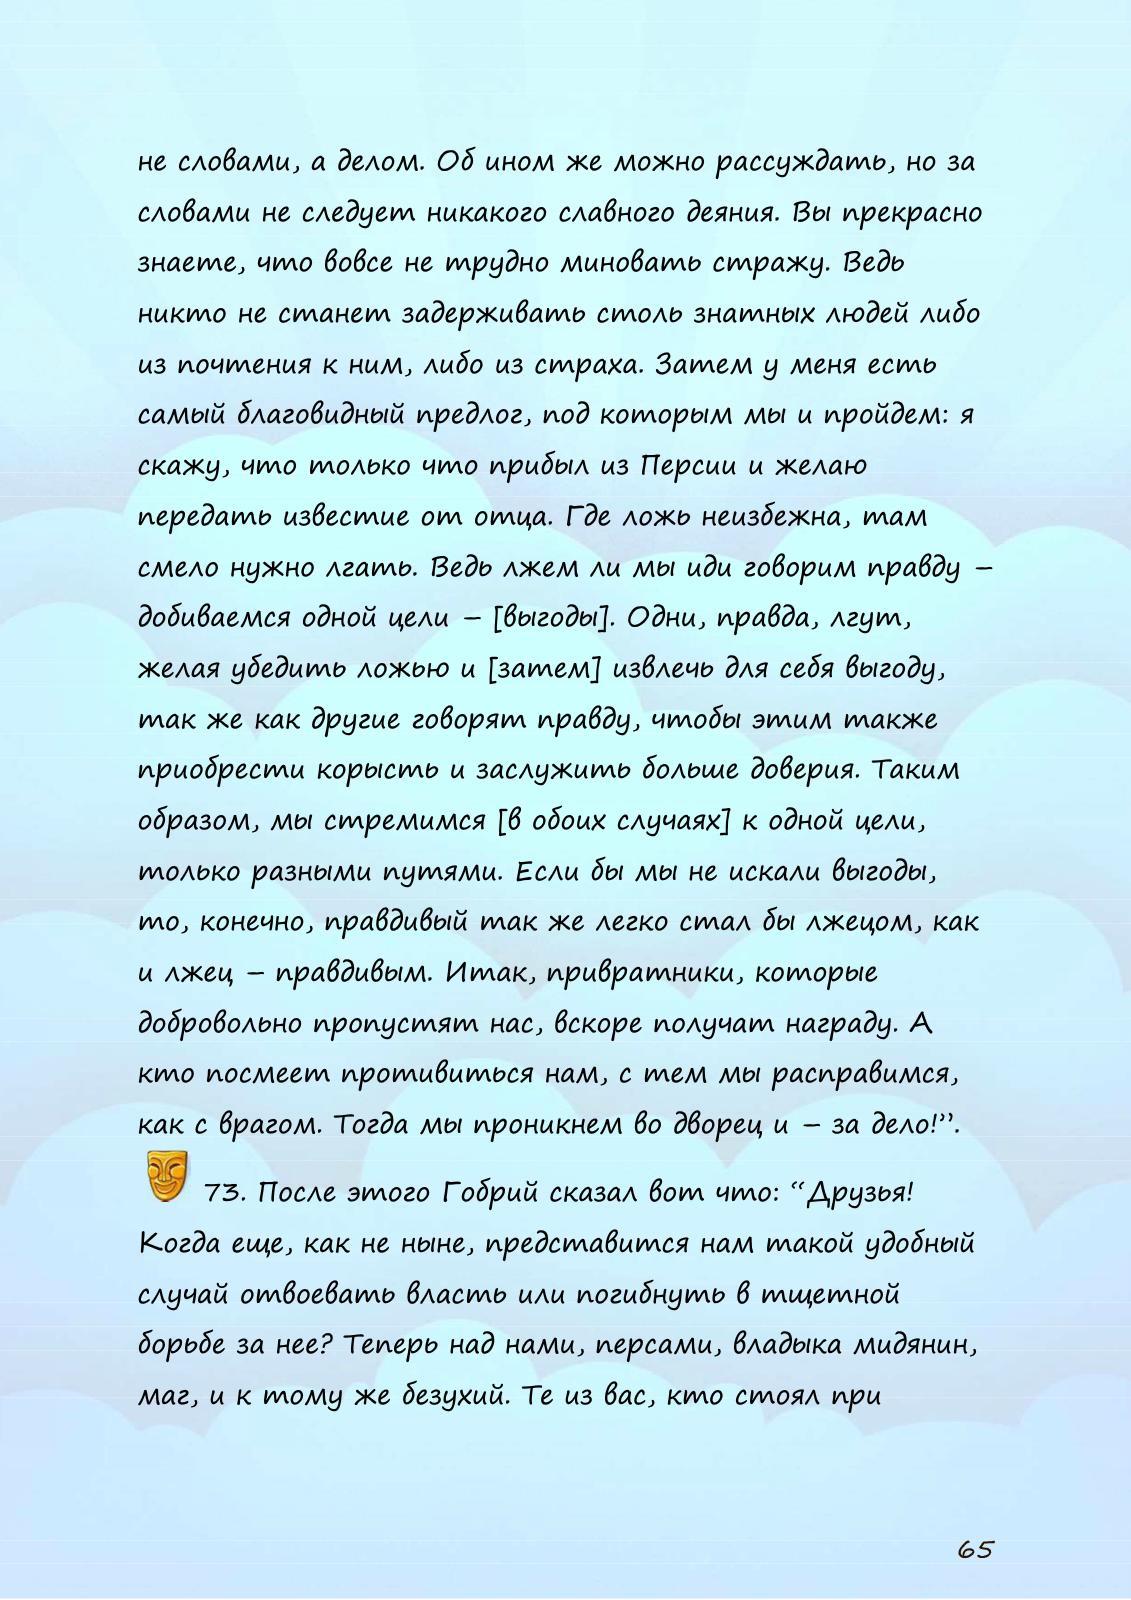 не словами, а делом. Об ином же можно рассуждать, но за
словами не следует никакого славного деяния. Вы прекрасно
знаете, что вовсе не трудно миновать стражу. Ведь
никто не станет задерживать столь знатных людей либо
из почтения к ним, либо из страха. Затем у меня есть
самый благовидный предлог, под которым мы и пройдем: я
скажу, что только что прибыл из Персии и желаю
передать известие от отца. Где ложь неизбежна, там
смело нужно лгать. Ведь лжем ли мы иди говорим правду –
добиваемся одной цели – [выгоды]. Одни, правда, лгут,
желая убедить ложью и [затем] извлечь для себя выгоду,
так же как другие говорят правду, чтобы этим также
приобрести корысть и заслужить больше доверия. Таким
образом, мы стремимся [в обоих случаях] к одной цели,
только разными путями. Если бы мы не искали выгоды,
то, конечно, правдивый так же легко стал бы лжецом, как
и лжец – правдивым. Итак, привратники, которые
добровольно пропустят нас, вскоре получат награду. А
кто посмеет противиться нам, с тем мы расправимся,
как с врагом. Тогда мы проникнем во дворец и – за дело!”.
73. После этого Гобрий сказал вот что: “Друзья!
Когда еще, как не ныне, представится нам такой удобный
случай отвоевать власть или погибнуть в тщетной
борьбе за нее? Теперь над нами, персами, владыка мидянин,
маг, и к тому же безухий. Те из вас, кто стоял при
65